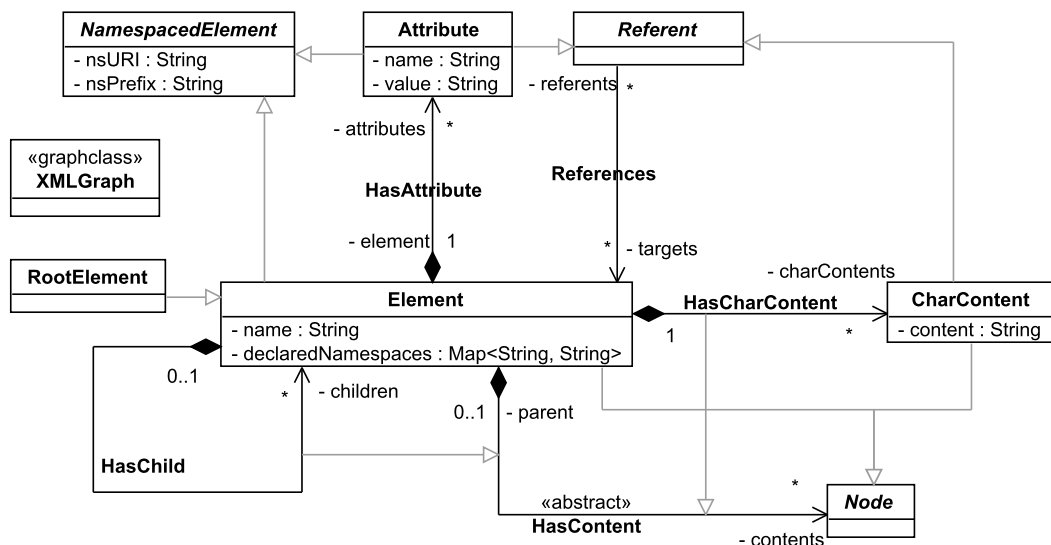 NamespacedElement
- nsURI : String
- nsPrefix : String
Attribute
- name : String
- value : String
Referent
- referents
*
- attributes
*
«graphclass»
XMLGraph
HasAttribute
References
- element
1
*
- targets
RootElement
Element
- name : String
- declaredNamespaces : Map<String, String>
- charContents
HasCharContent
1
*
CharContent
- content : String
0..1
*
- children
0..1
- parent
HasChild
«abstract»
HasContent
*
- contents
Node